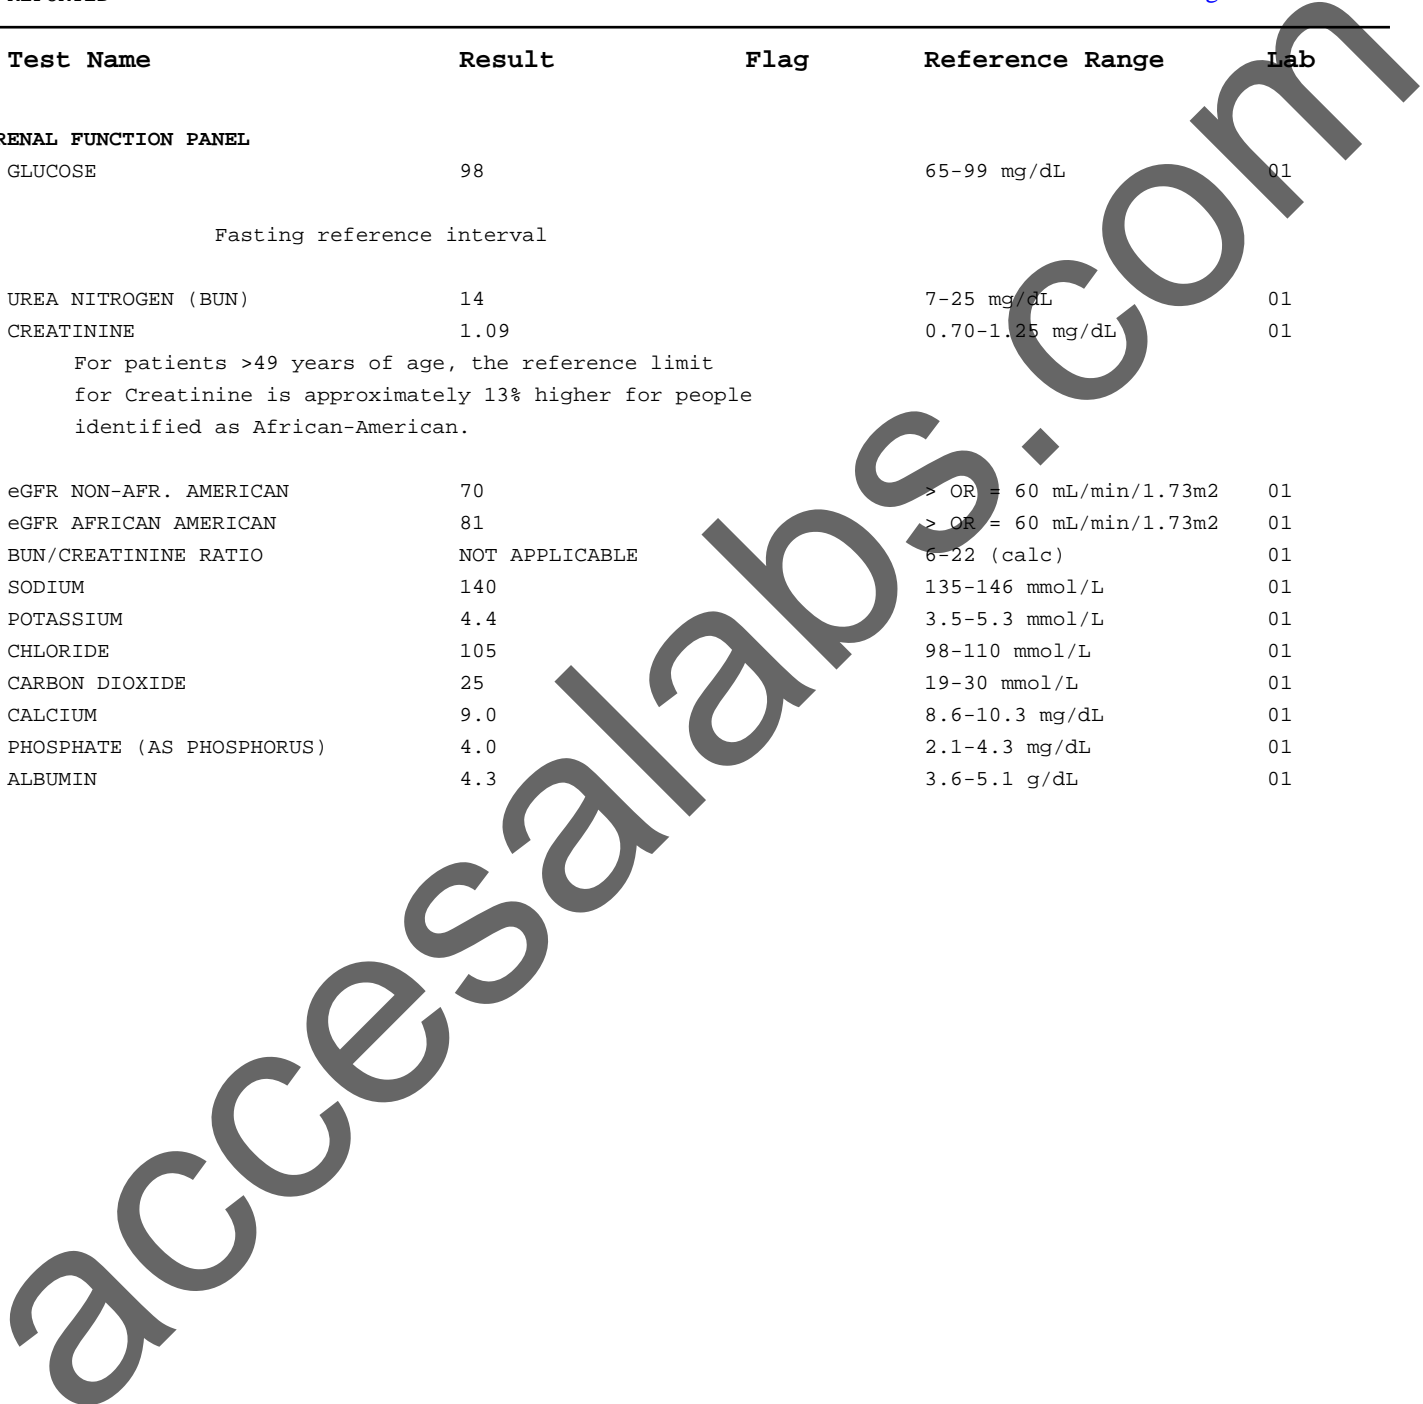 Test Name Result Flag Reference Range Lab
RENAL FUNCTION PANEL
GLUCOSE 98 65-99 mg/dL 01
Fasting reference interval
UREA NITROGEN (BUN) 14 7-25 mg/dL 01
CREATININE 1.09 0.70-1.25 mg/dL 01
For patients >49 years of age, the reference limit
for Creatinine is approximately 13% higher for people
identified as African-American.
eGFR NON-AFR. AMERICAN 70 > OR = 60 mL/min/1.73m2 01
eGFR AFRICAN AMERICAN 81 > OR = 60 mL/min/1.73m2 01
BUN/CREATININE RATIO NOT APPLICABLE 6-22 (calc) 01
SODIUM 140 135-146 mmol/L 01
POTASSIUM 4.4 3.5-5.3 mmol/L 01
CHLORIDE 105 98-110 mmol/L 01
CARBON DIOXIDE 25 19-30 mmol/L 01
CALCIUM 9.0 8.6-10.3 mg/dL 01
PHOSPHATE (AS PHOSPHORUS) 4.0 2.1-4.3 mg/dL 01
ALBUMIN 4.3 3.6-5.1 g/dL 01
accesalabs.com